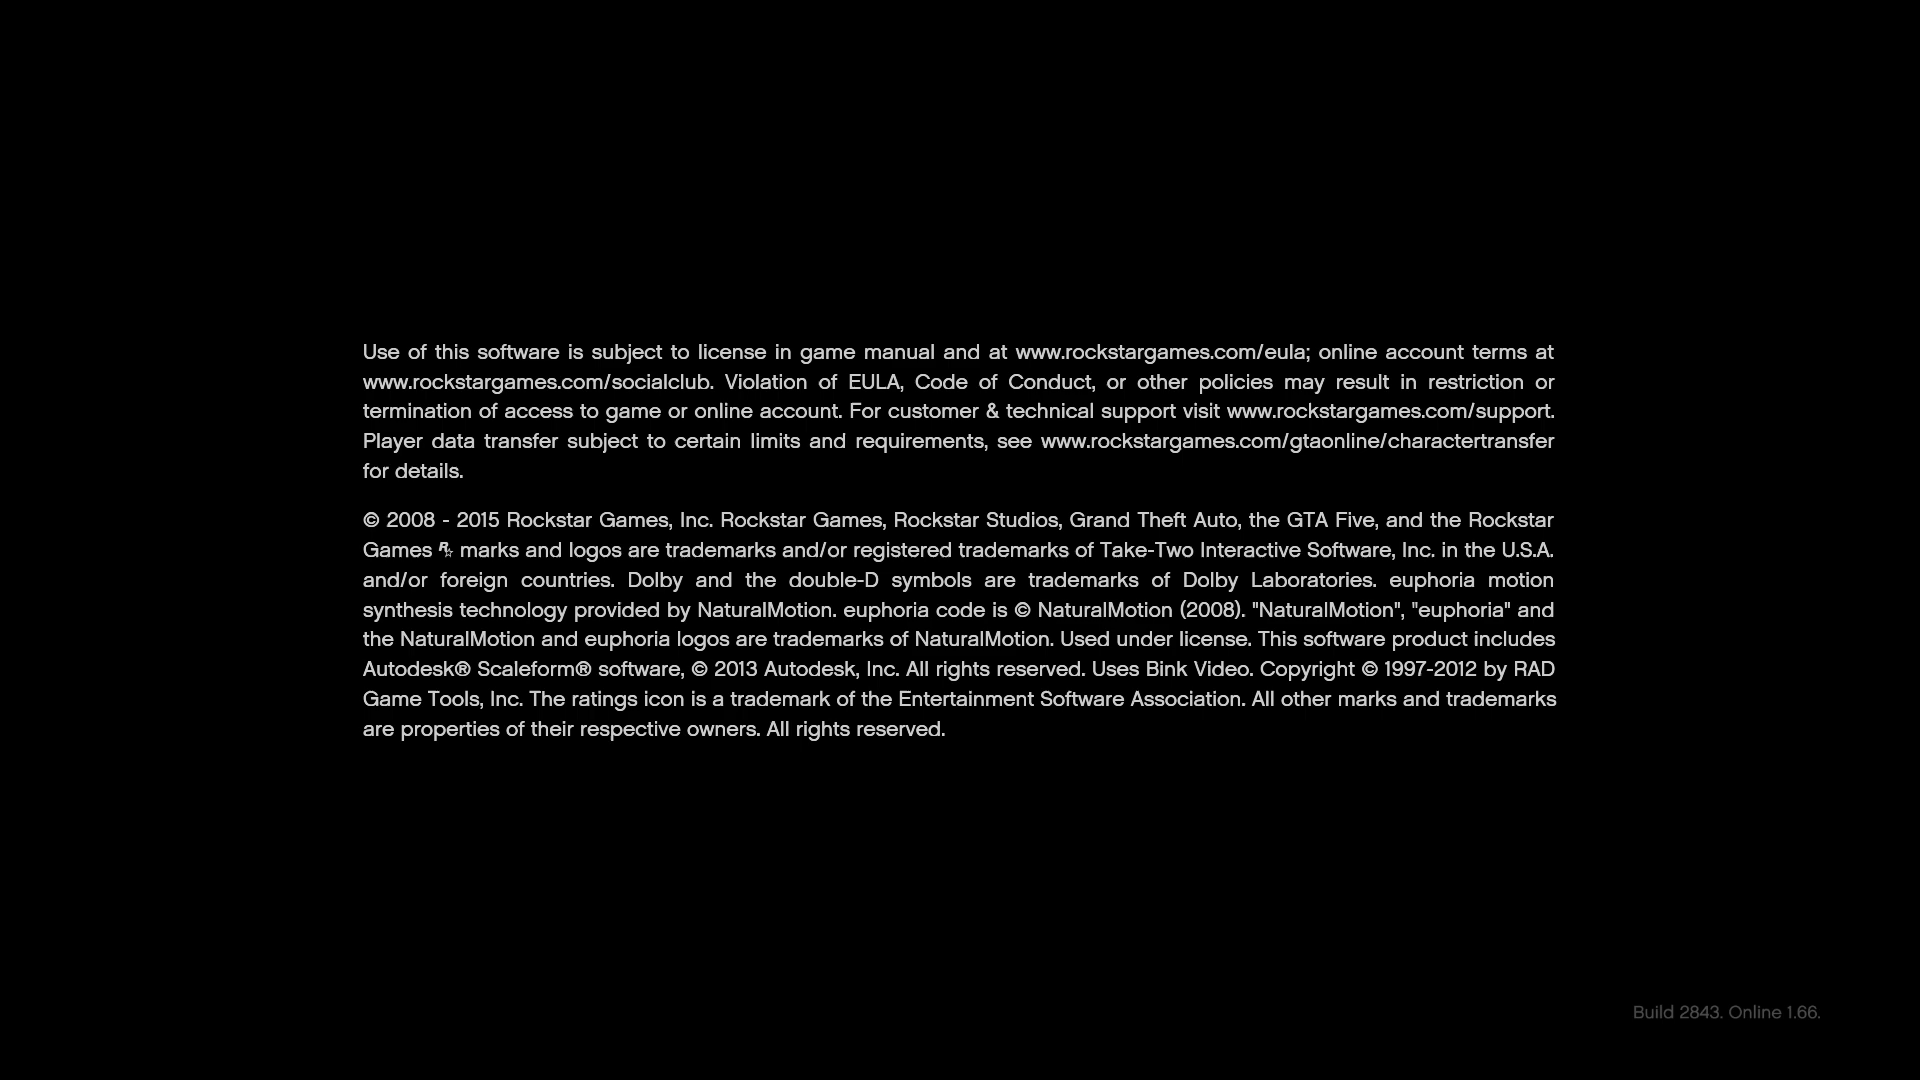 Use of this software is subject to license in game manual and at www.rockstargames.com/eula; online account terms at
www.rockstargames.com/socialclub. Violation of EULA, Code of Conduct, or other policies may result in restriction or
termination of access to game or online account. For customer & technical support visit www.rockstargames.com/support.
Player data transfer subject to certain limits and requirements, see www.rockstargames.com/gtaonline/charactertransfer
for details.
© 2008 - 2015 Rockstar Games, Inc. Rockstar Games, Rockstar Studios, Grand Theft Auto, the GTA Five, and the Rockstar
Games R* marks and logos are trademarks and/or registered trademarks of Take-Two Interactive Software, Inc. in the U.S.A.
and/or foreign countries. Dolby and the double-D symbols are trademarks of Dolby Laboratories. euphoria motion
synthesis technology provided by NaturalMotion. euphoria code is © NaturalMotion (2008). "NaturalMotion", "euphoria" and
the NaturalMotion and euphoria logos are trademarks of NaturalMotion. Used under license. This software product includes
Autodesk® Scaleform® software, © 2013 Autodesk, Inc. All rights reserved. Uses Bink Video. Copyright © 1997-2012 by RAD
Game Tools, Inc. The ratings icon is a trademark of the Entertainment Software Association. All other marks and trademarks
are properties of their respective owners. All rights reserved.
Build 2843. Online 1.66.